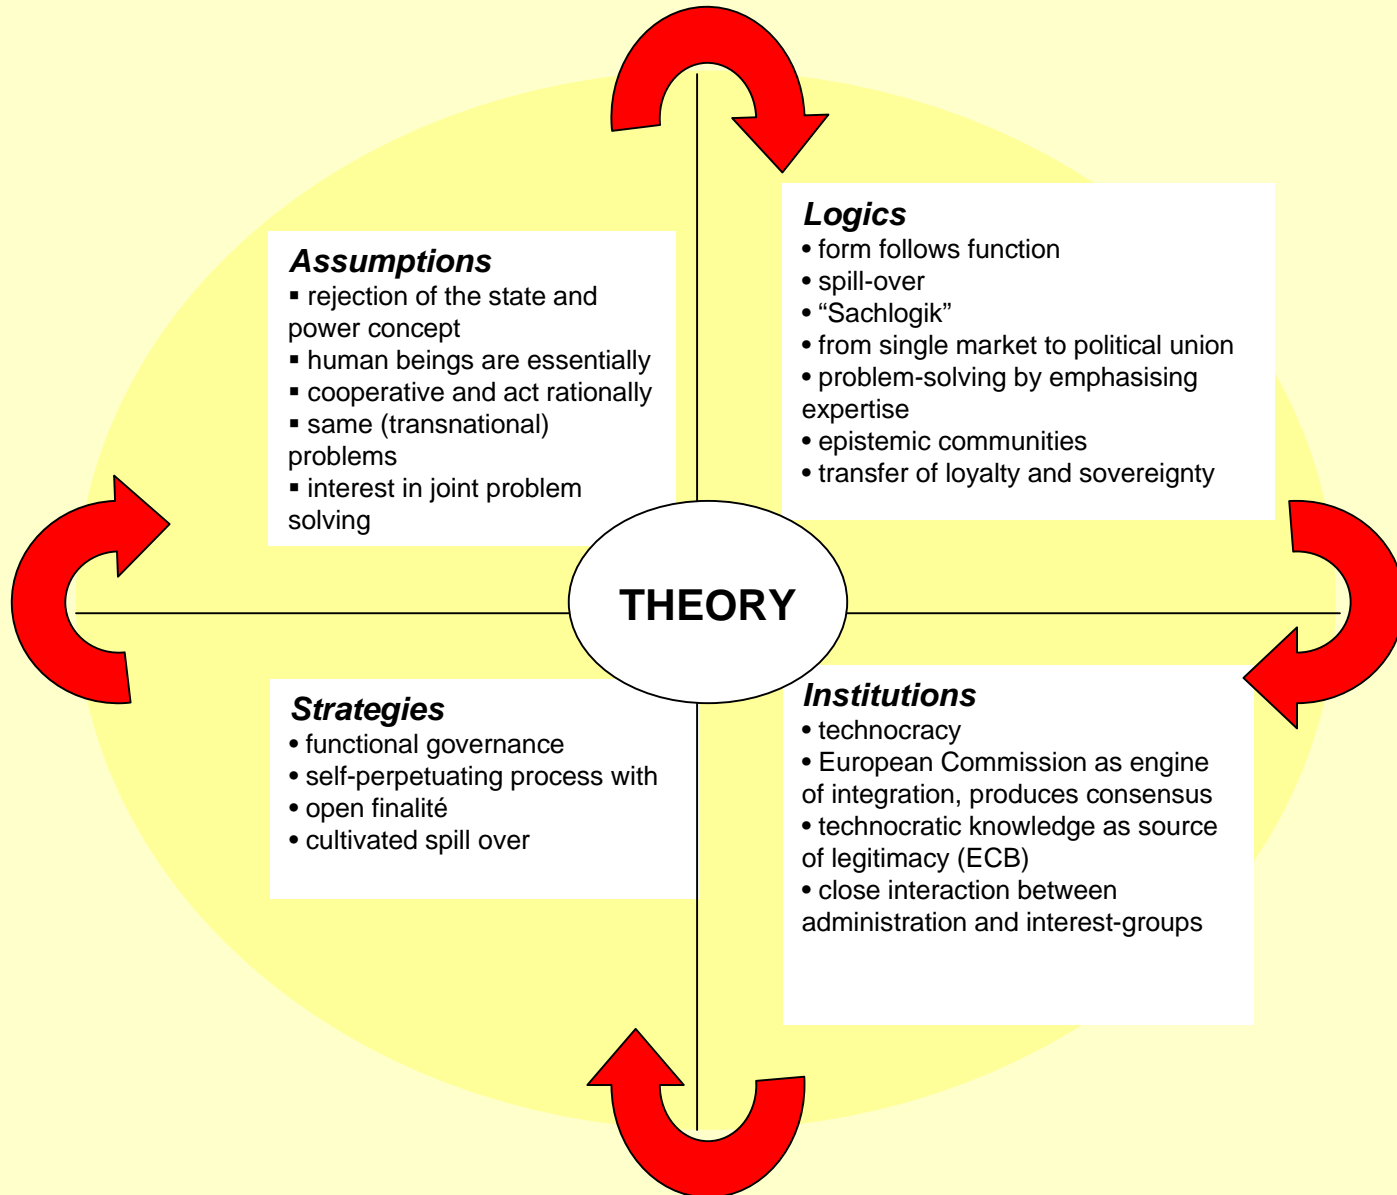 Assumptions
▪ rejection of the state and
power concept
▪ human beings are essentially
▪ cooperative and act rationally
▪ same (transnational)
problems
▪ interest in joint problem
solving
Logics
• form follows function
• spill-over
• “Sachlogik”
• from single market to political union
• problem-solving by emphasising
expertise
• epistemic communities
• transfer of loyalty and sovereignty
THEORY
Strategies
• functional governance
• self-perpetuating process with
• open finalité
• cultivated spill over
Institutions
• technocracy
• European Commission as engine
of integration, produces consensus
• technocratic knowledge as source
of legitimacy (ECB)
• close interaction between
administration and interest-groups